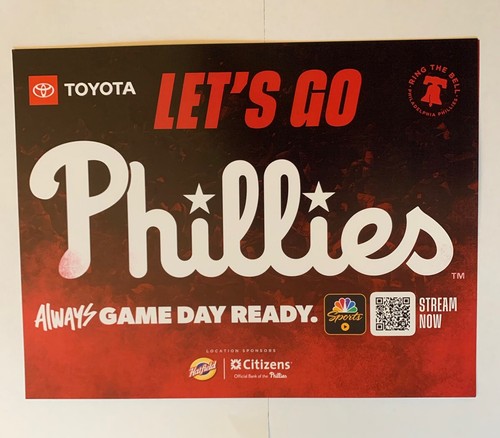 TOYOTA
LET'S GO
RING THE BELL
PHILADELPHIA PHILLIES
Phillies TM
ALWAYS GAME DAY READY.
Sports
STREAM
NOW
LOCATION SPONSORS
Hatfield
Citizens
Official Bank of the Phillies